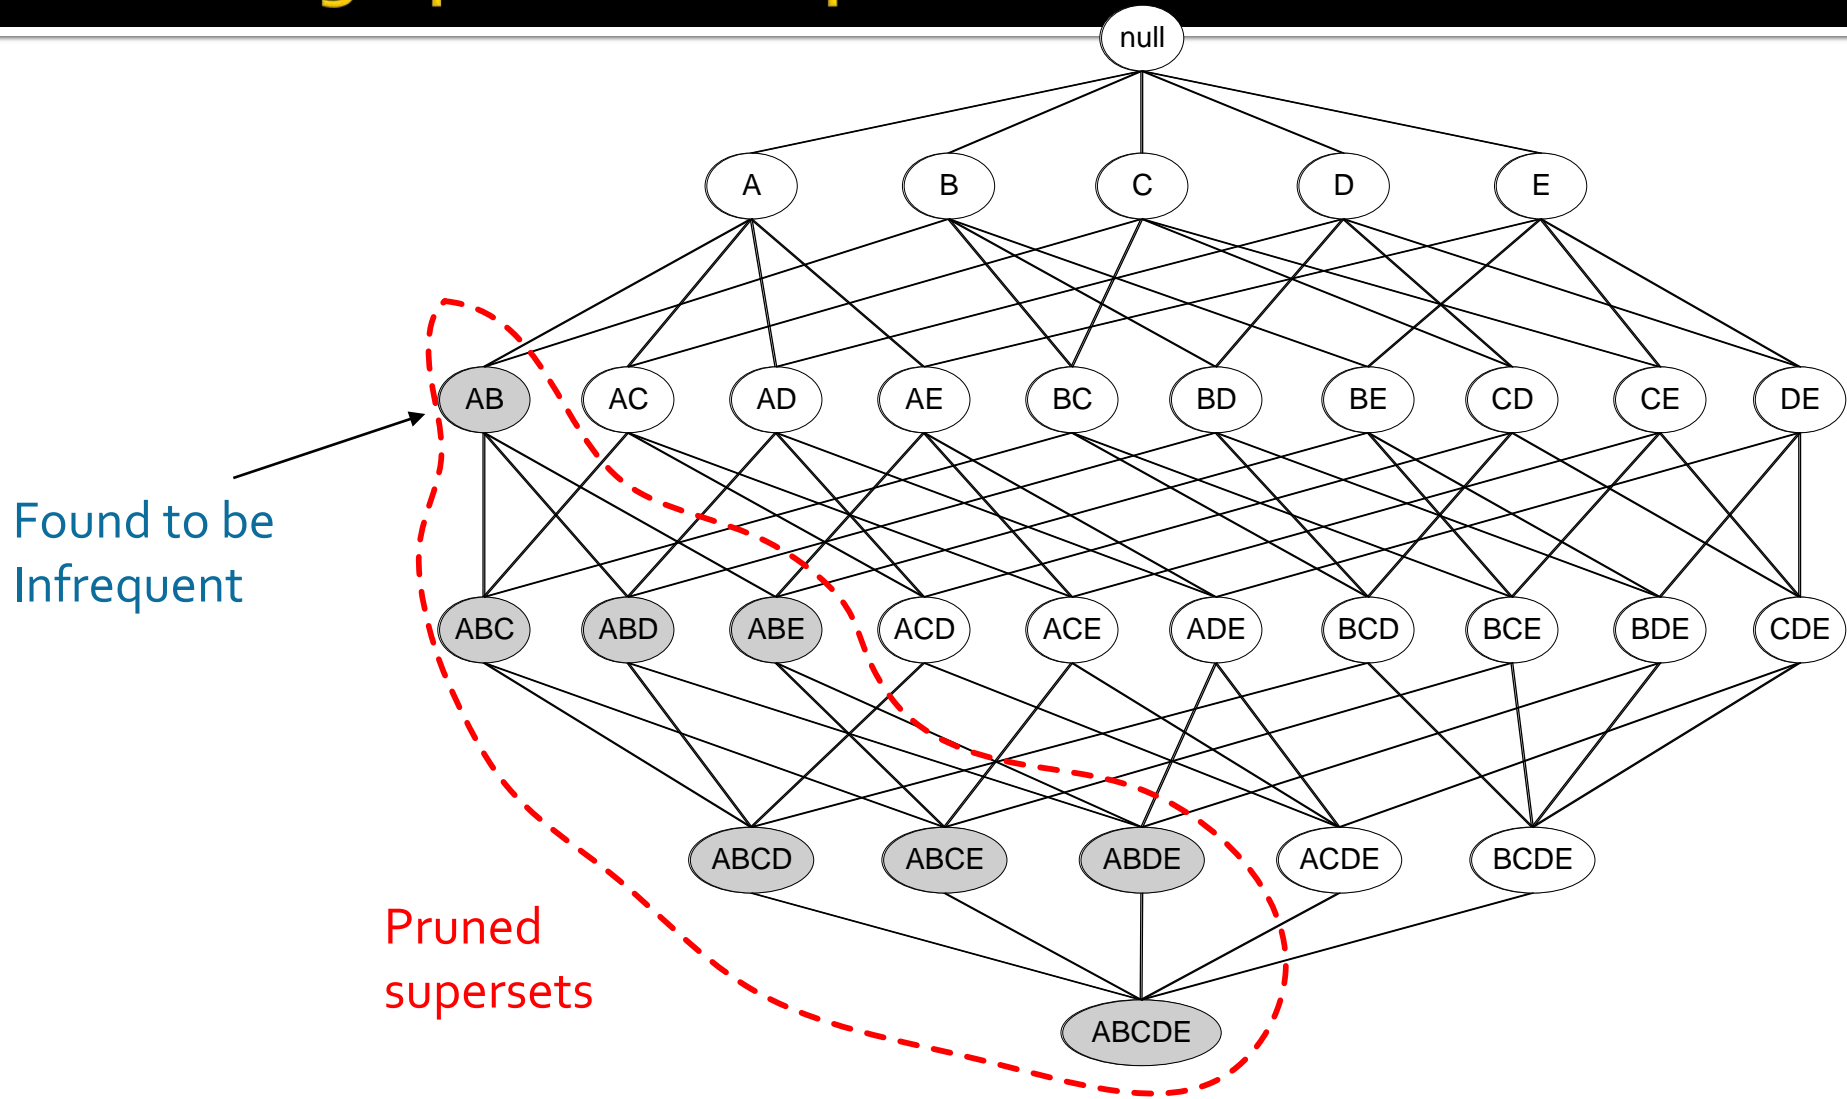 null
A B C D E
AB AC AD AE BC BD BE CD CE DE
Found to be
Infrequent
ABC ABD ABE ACD ACE ADE BCD BCE BDE CDE
ABCD ABCE ABDE ACDE BCDE
Pruned
supersets
ABCDE